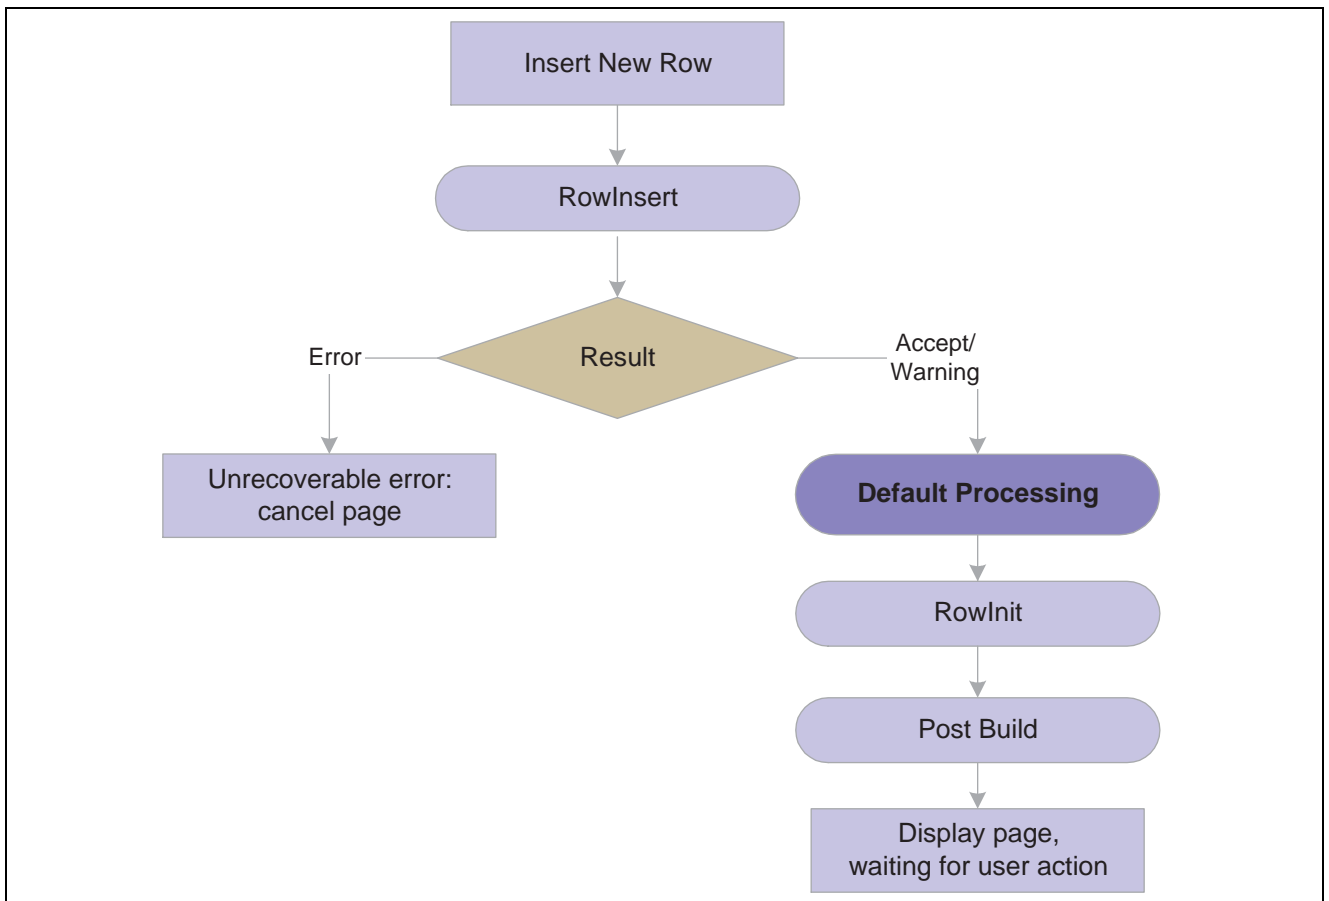 Insert New Row
RowInsert
Result
Error
Accept/
Warning
Unrecoverable error:
cancel page
Default Processing
RowInit
Post Build
Display page,
waiting for user action